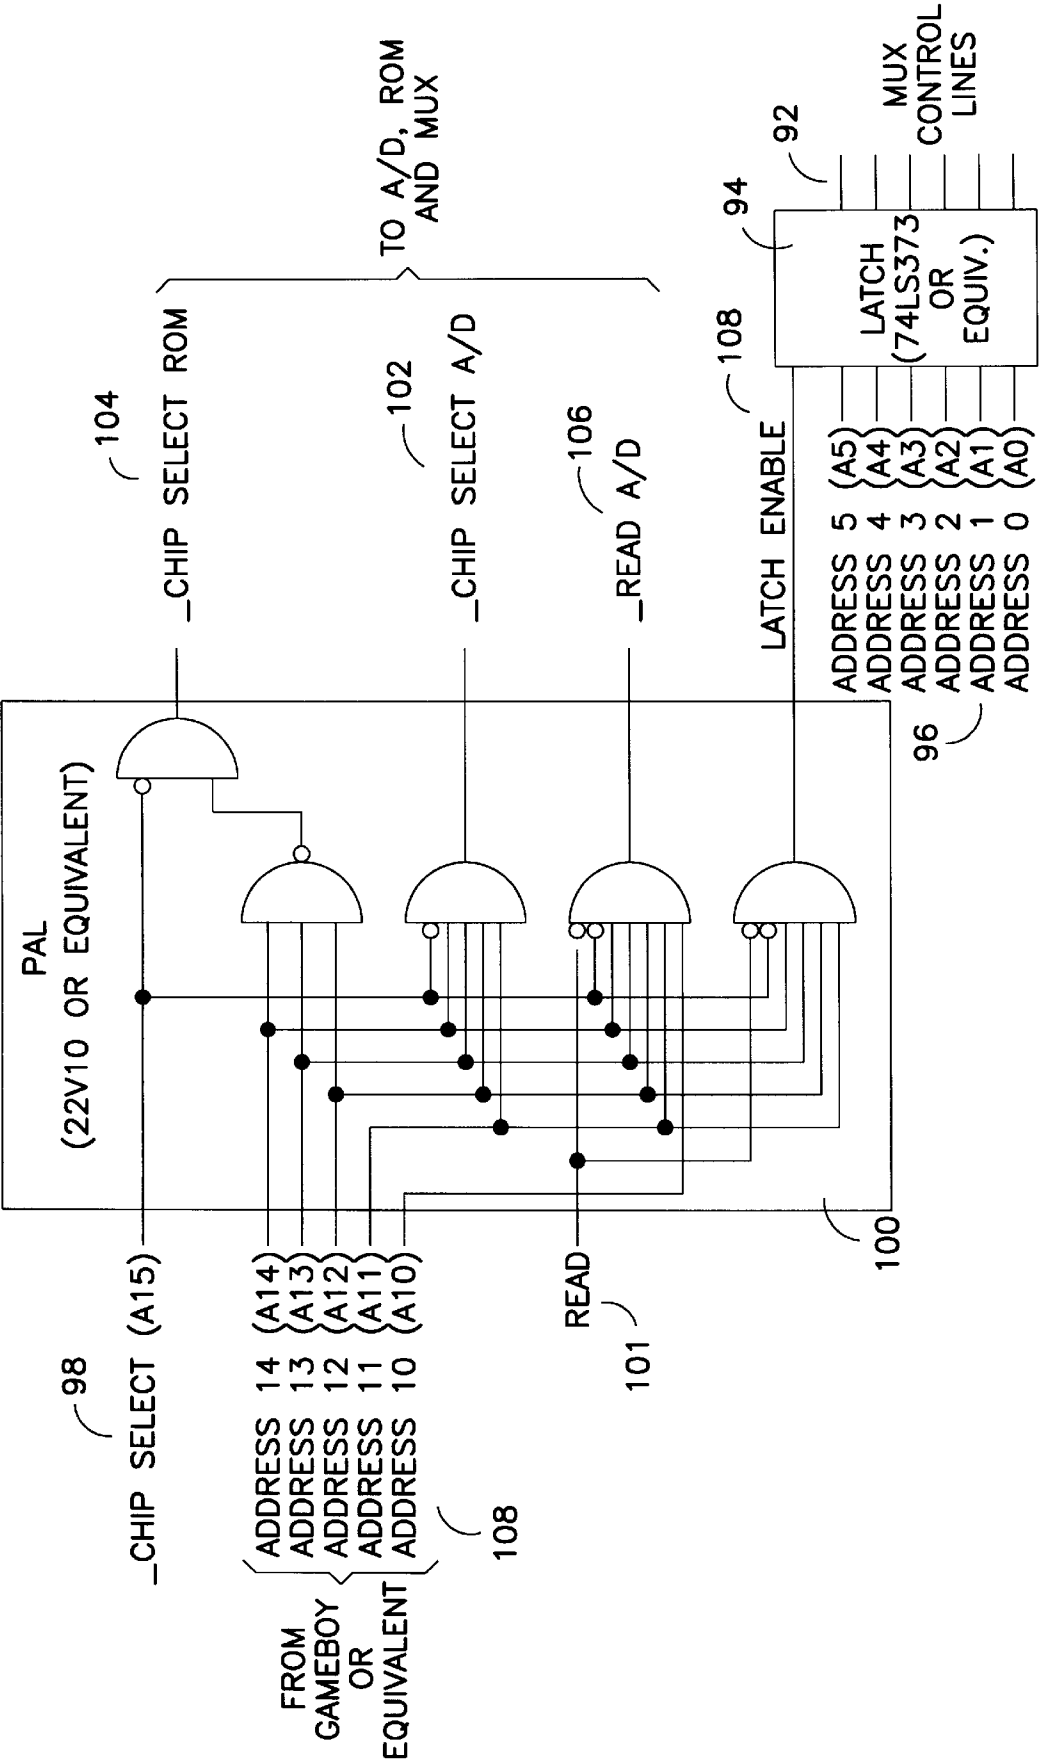 PAL
(22V10 OR EQUIVALENT)
98
_CHIP SELECT (A15)
FROM
GAMEBOY
OR
EQUIVALENT
ADDRESS 14 (A14)
ADDRESS 13 (A13)
ADDRESS 12 (A12)
ADDRESS 11 (A11)
ADDRESS 10 (A10)
108
READ
101
100
104
_CHIP SELECT ROM
102
_CHIP SELECT A/D
106
_READ A/D
TO A/D, ROM
AND MUX
LATCH ENABLE
108
ADDRESS 5 (A5)
ADDRESS 4 (A4)
ADDRESS 3 (A3)
ADDRESS 2 (A2)
ADDRESS 1 (A1)
ADDRESS 0 (A0)
96
94
LATCH
(74LS373
OR
EQUIV.)
92
MUX
CONTROL
LINES